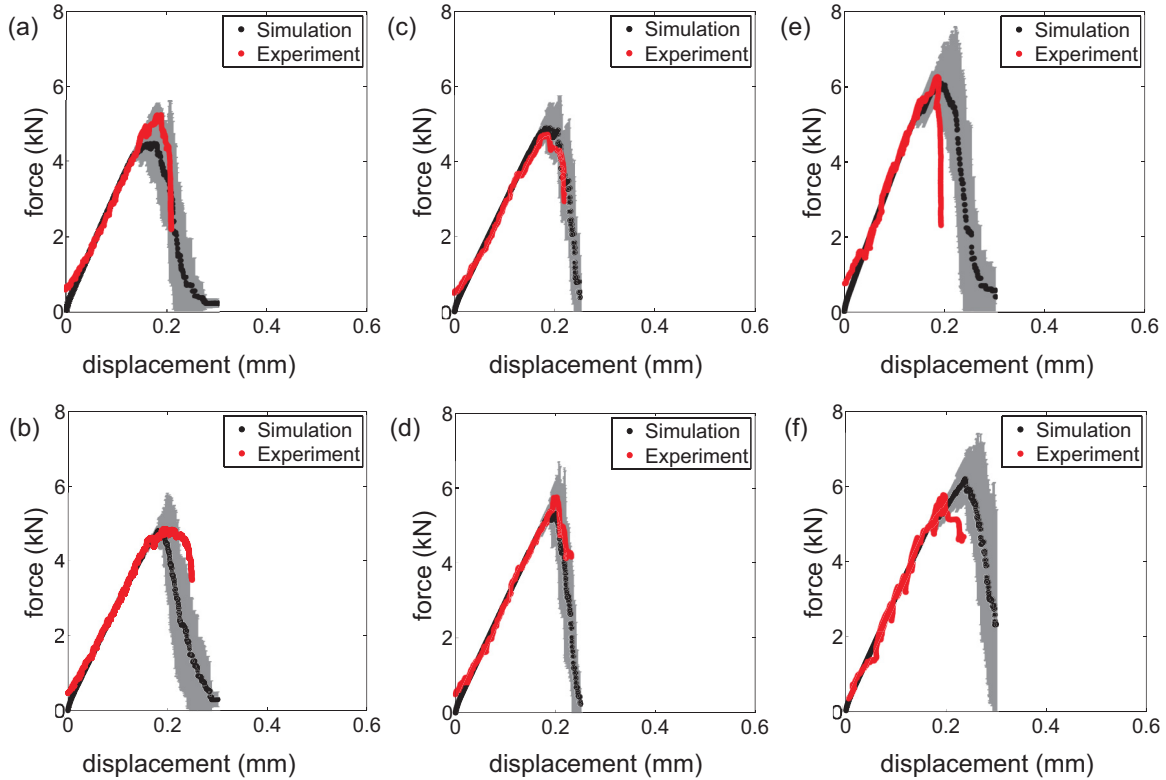 (a)
8
6
4
2
0
0
0.2
0.4
0.6
force (kN)
displacement (mm)
Simulation
Experiment
(c)
8
6
4
2
0
0
0.2
0.4
0.6
force (kN)
displacement (mm)
Simulation
Experiment
(e)
8
6
4
2
0
0
0.2
0.4
0.6
force (kN)
displacement (mm)
Simulation
Experiment
(b)
8
6
4
2
0
0
0.2
0.4
0.6
force (kN)
displacement (mm)
Simulation
Experiment
(d)
8
6
4
2
0
0
0.2
0.4
0.6
force (kN)
displacement (mm)
Simulation
Experiment
(f)
8
6
4
2
0
0
0.2
0.4
0.6
force (kN)
displacement (mm)
Simulation
Experiment